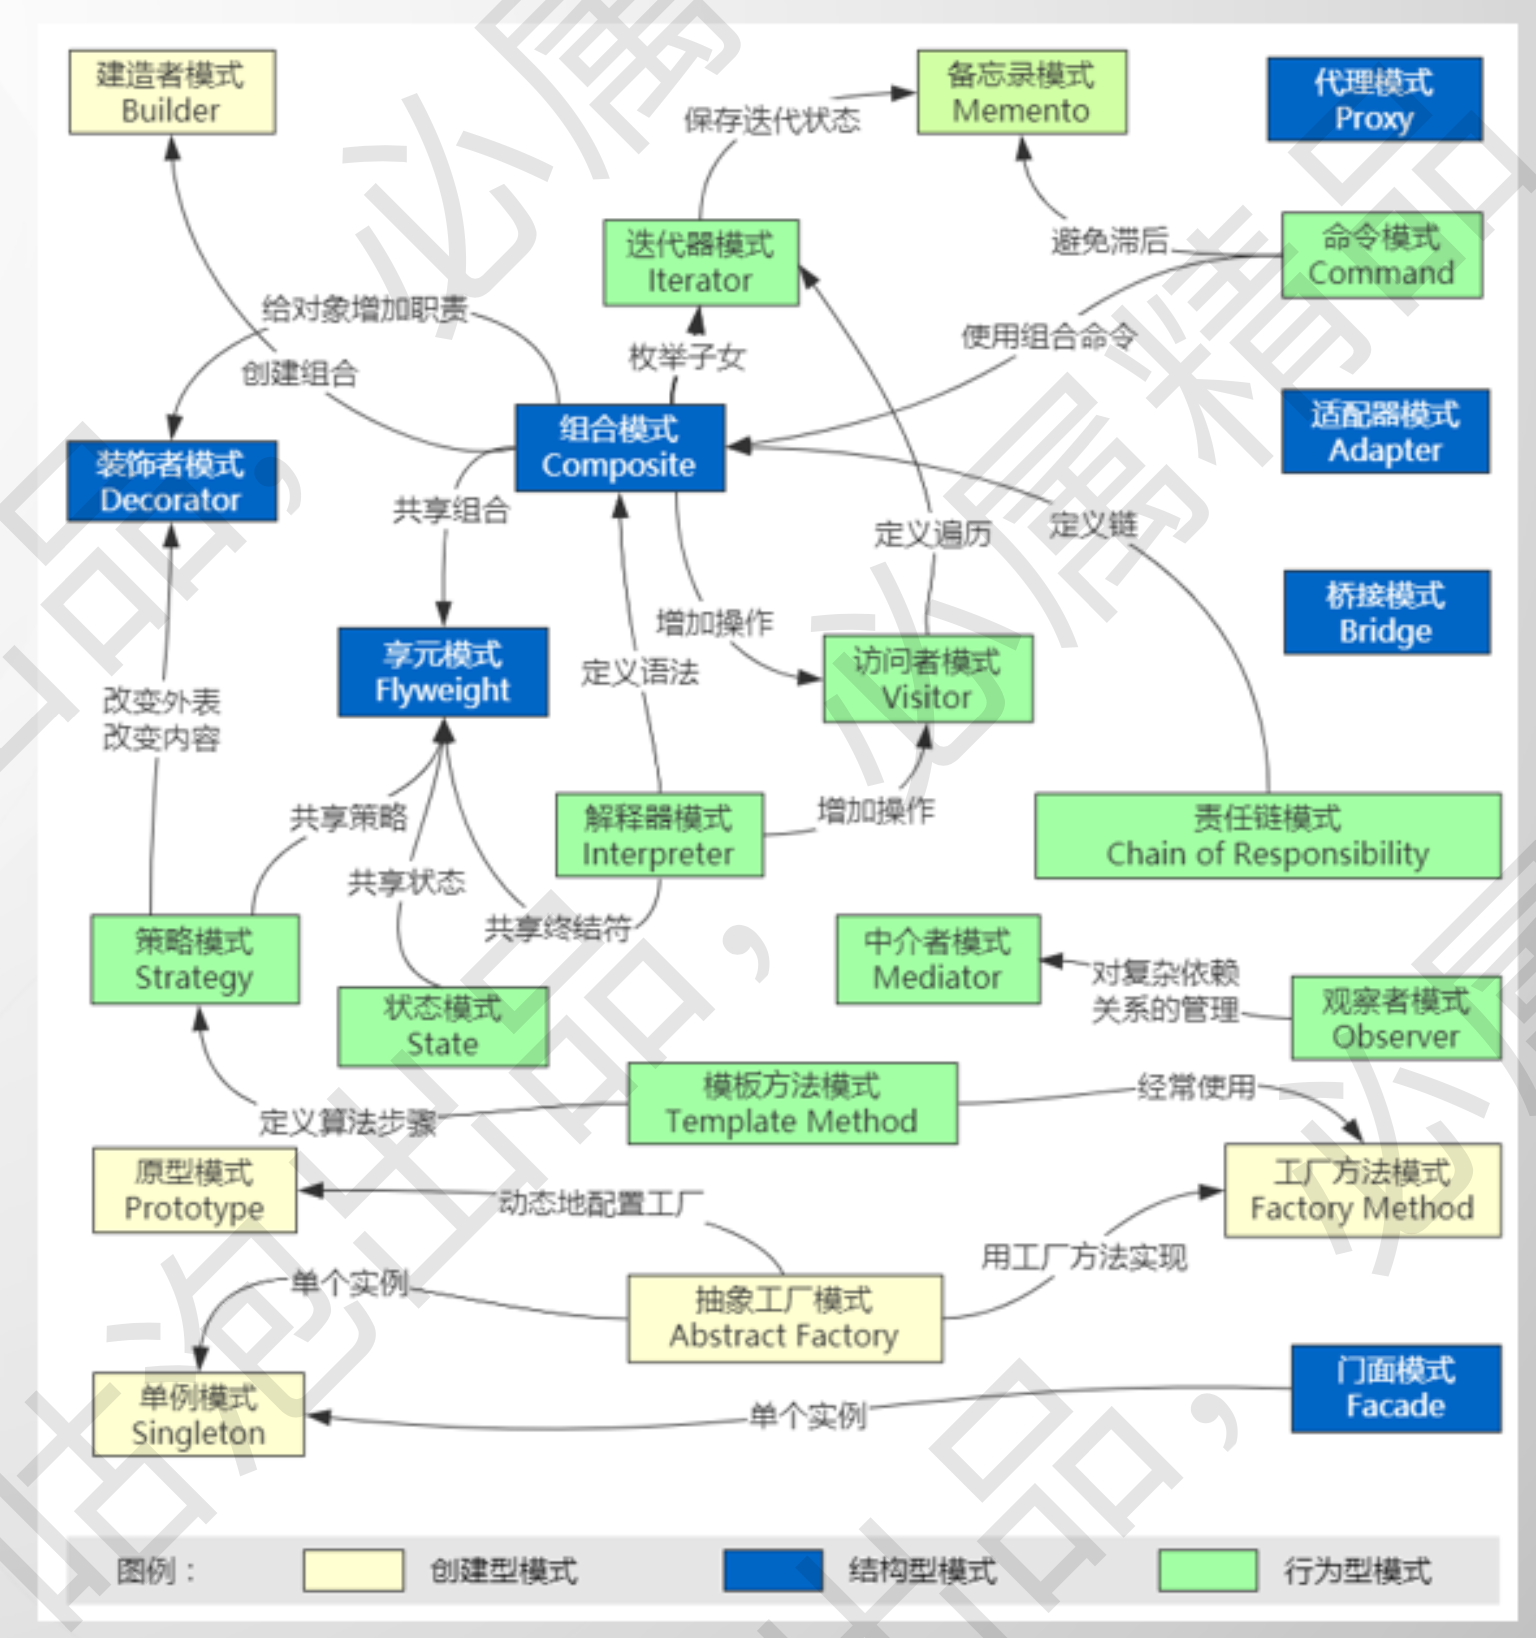 建造者模式
Builder
备忘录模式
Memento
代理模式
Proxy
保存迭代状态
迭代器模式
Iterator
避免滞后
命令模式
Command
给对象增加职责
使用组合命令
枚举子女
创建组合
组合模式
Composite
适配器模式
Adapter
装饰者模式
Decorator
共享组合
定义遍历
定义链
桥接模式
Bridge
增加操作
享元模式
Flyweight
定义语法
访问者模式
Visitor
改变外表
改变内容
共享策略
解释器模式
Interpreter
增加操作
责任链模式
Chain of Responsibility
共享状态
共享终结符
策略模式
Strategy
中介者模式
Mediator
对复杂依赖
关系的管理
观察者模式
Observer
状态模式
State
模板方法模式
Template Method
经常使用
定义算法步骤
原型模式
Prototype
动态地配置工厂
工厂方法模式
Factory Method
用工厂方法实现
单个实例
抽象工厂模式
Abstract Factory
门面模式
Facade
单例模式
Singleton
单个实例
图例：
创建型模式
结构型模式
行为型模式
咕泡出品，必属精品